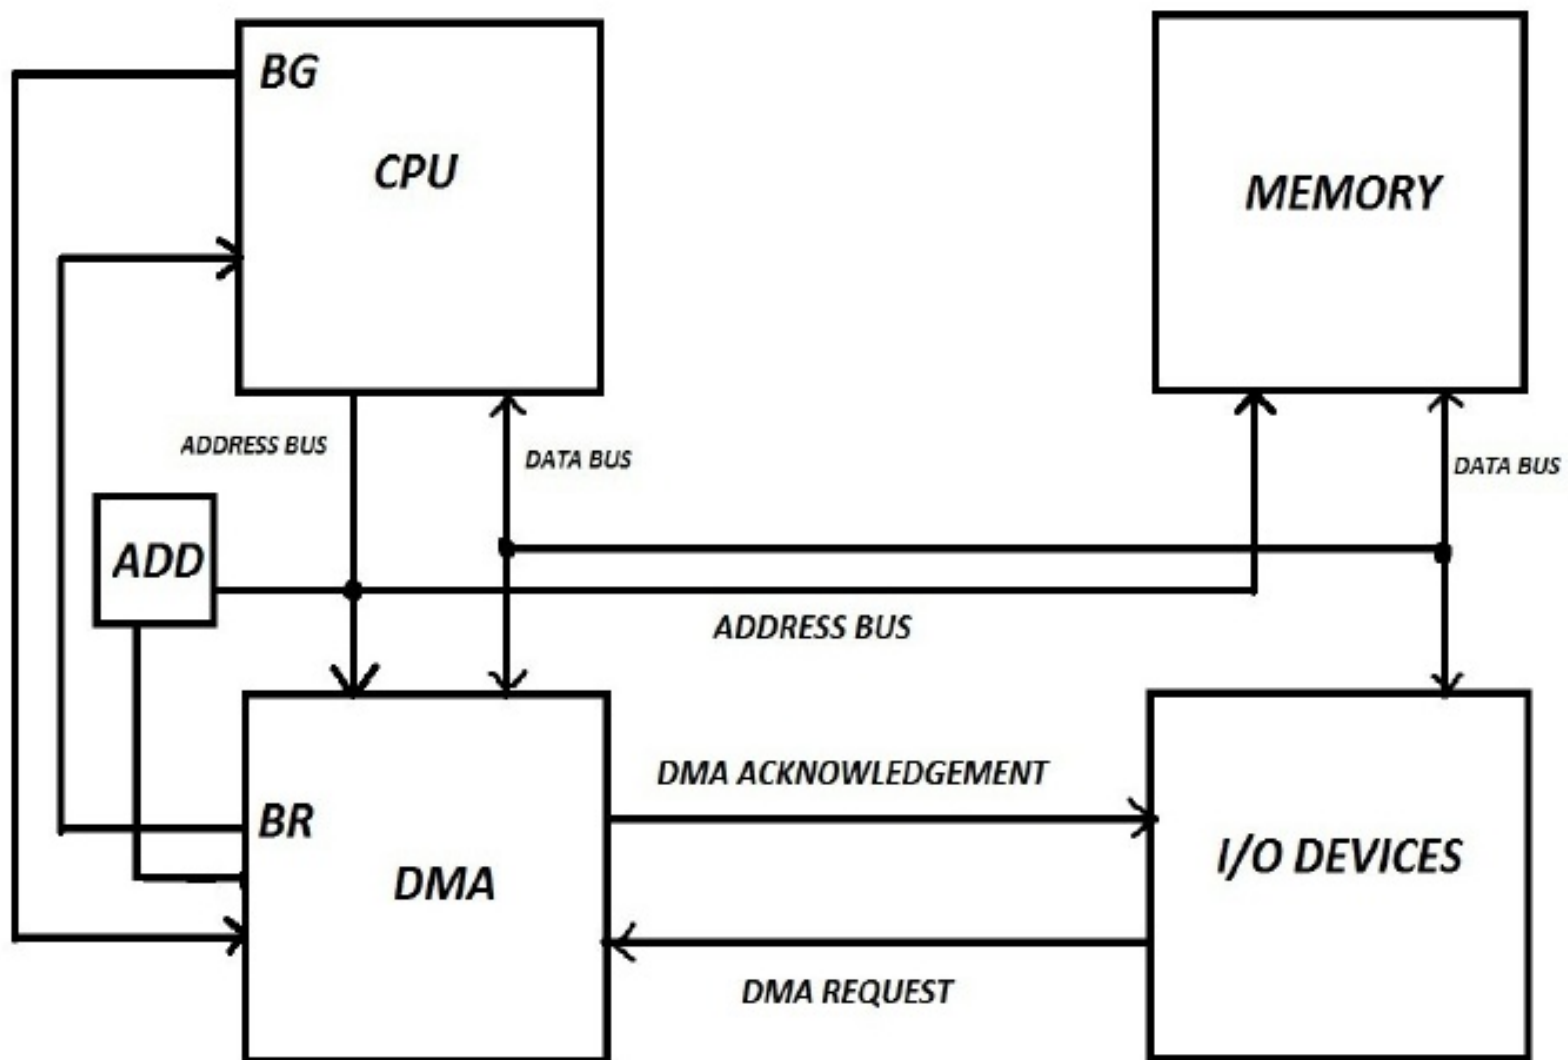 BG
CPU
MEMORY
ADDRESS BUS
DATA BUS
DATA BUS
ADD
ADDRESS BUS
DMA ACKNOWLEDGEMENT
BR
DMA
I/O DEVICES
DMA REQUEST